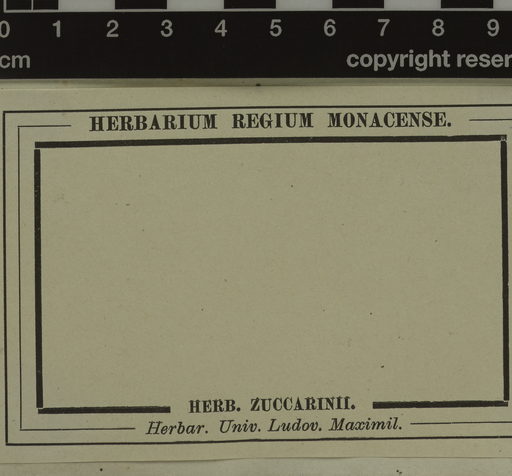 0 1 2 3 4 5 6 7 8 9
cm copyright reser
HERBARIUM REGIUM MONACENSE.
HERB. ZUCCARINII.
Herbar. Univ. Ludov. Maximil.